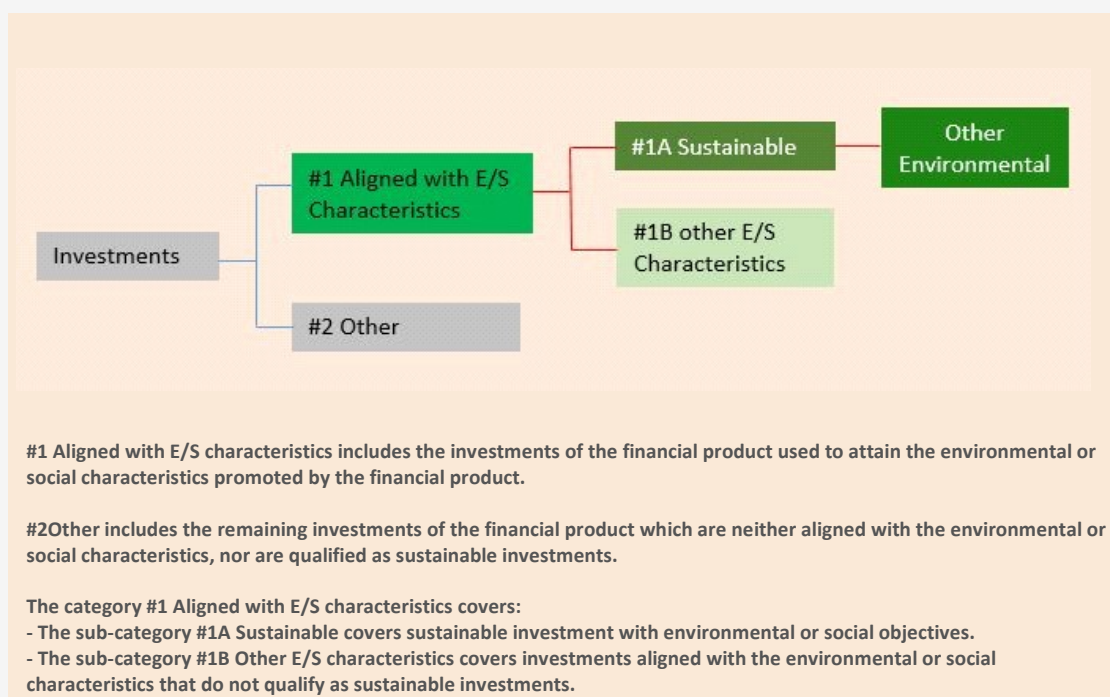 Investments
#1 Aligned with E/S
Characteristics
#2 Other
#1A Sustainable
#1B other E/S
Characteristics
Other
Environmental
#1 Aligned with E/S characteristics includes the investments of the financial product used to attain the environmental or
social characteristics promoted by the financial product.
#2Other includes the remaining investments of the financial product which are neither aligned with the environmental or
social characteristics, nor are qualified as sustainable investments.
The category #1 Aligned with E/S characteristics covers:
- The sub-category #1A Sustainable covers sustainable investment with environmental or social objectives.
- The sub-category #1B Other E/S characteristics covers investments aligned with the environmental or social
characteristics that do not qualify as sustainable investments.